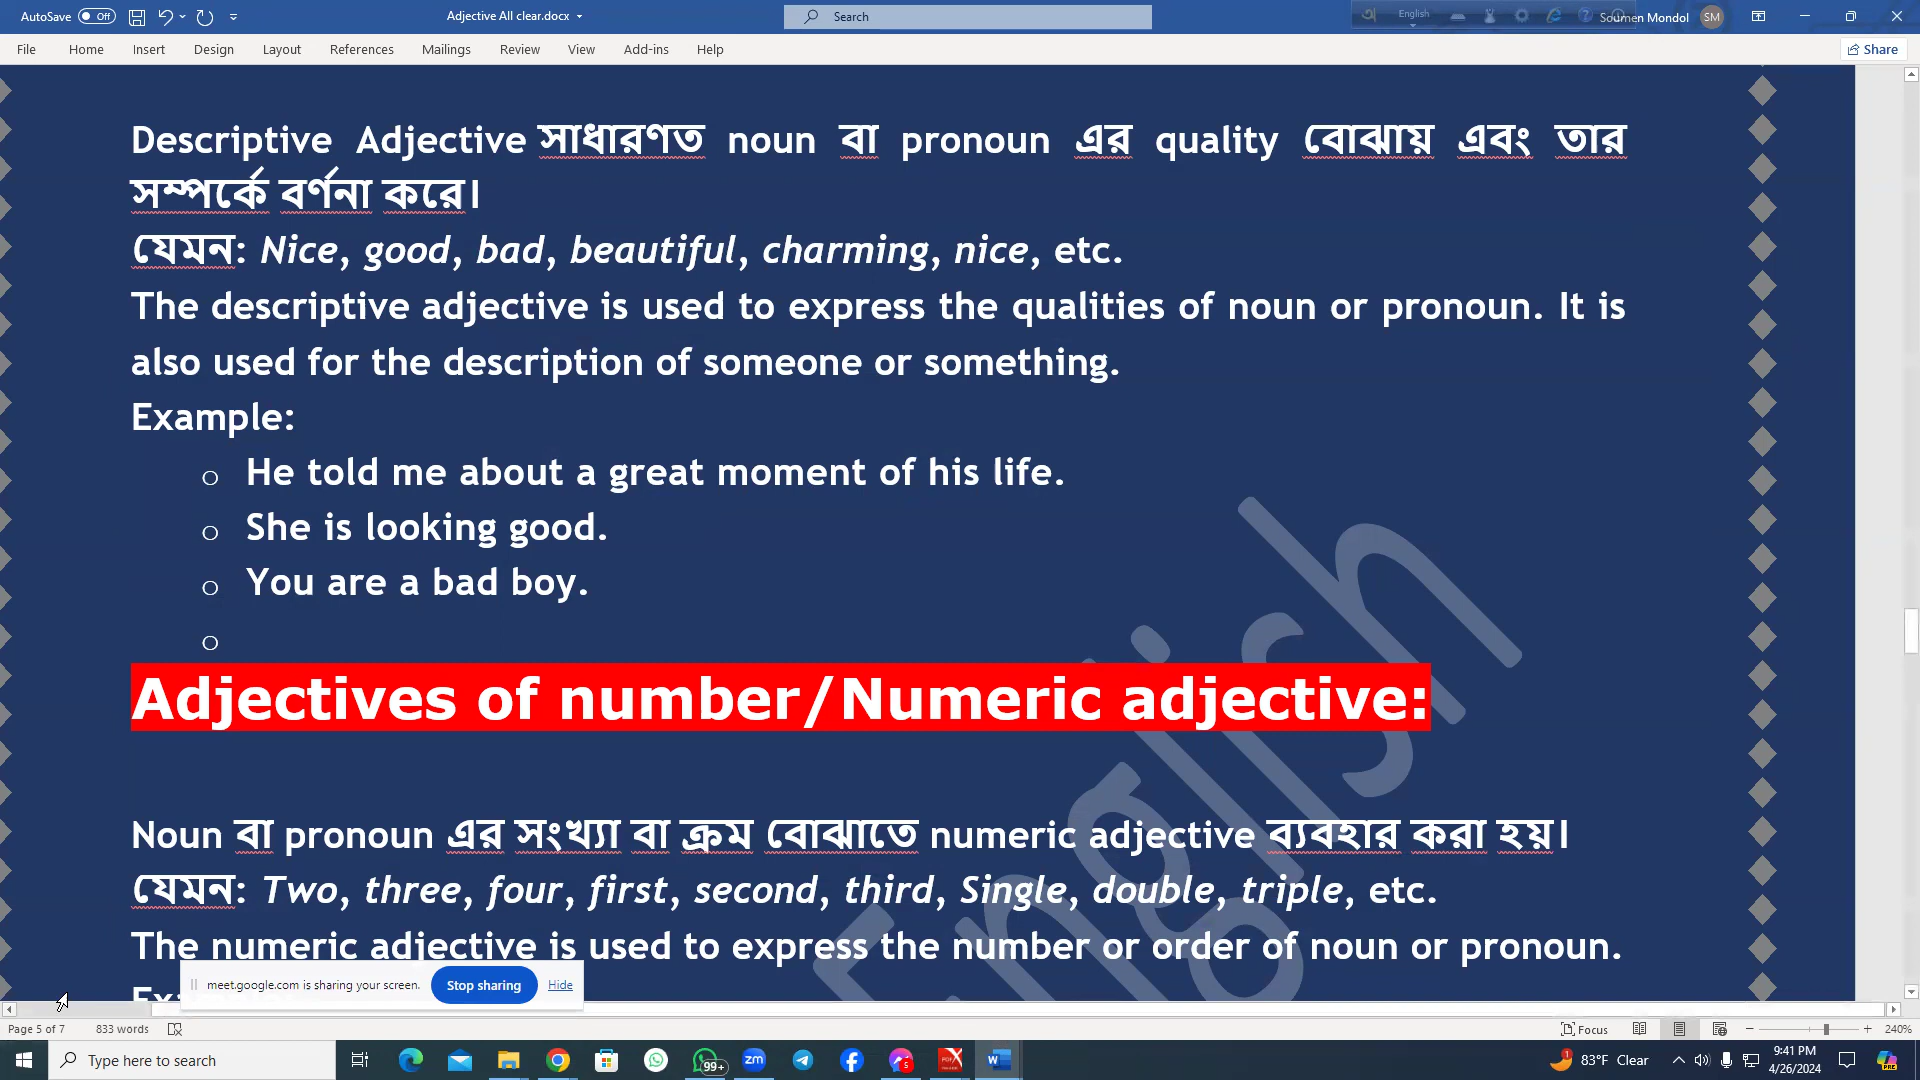 AutoSave Off Adjective All clear.docx Search English Soumen Mondol SM
File Home Insert Design Layout References Mailings Review View Add-ins Help Share
Descriptive Adjective সাধারণত noun বা pronoun এর quality বোঝায় এবং তার
সম্পর্কে বর্ণনা করে।
যেমন: Nice, good, bad, beautiful, charming, nice, etc.
The descriptive adjective is used to express the qualities of noun or pronoun. It is
also used for the description of someone or something.
Example:
o He told me about a great moment of his life.
o She is looking good.
o You are a bad boy.
o
Adjectives of number/Numeric adjective:
Noun বা pronoun এর সংখ্যা বা ক্রম বোঝাতে numeric adjective ব্যবহার করা হয়।
যেমন: Two, three, four, first, second, third, Single, double, triple, etc.
The numeric adjective is used to express the number or order of noun or pronoun.
English
meet.google.com is sharing your screen. Stop sharing Hide
Page 5 of 7 833 words Focus 240%
Type here to search 99+ zm 5 W 1 83°F Clear 9:41 PM
4/26/2024